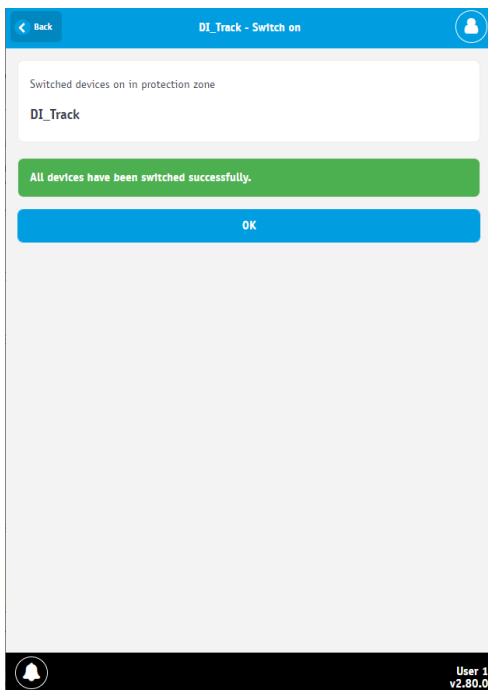 Back
DI_Track - Switch on
Switched devices on in protection zone
DI_Track
All devices have been switched successfully.
OK
User 1
v2.80.0